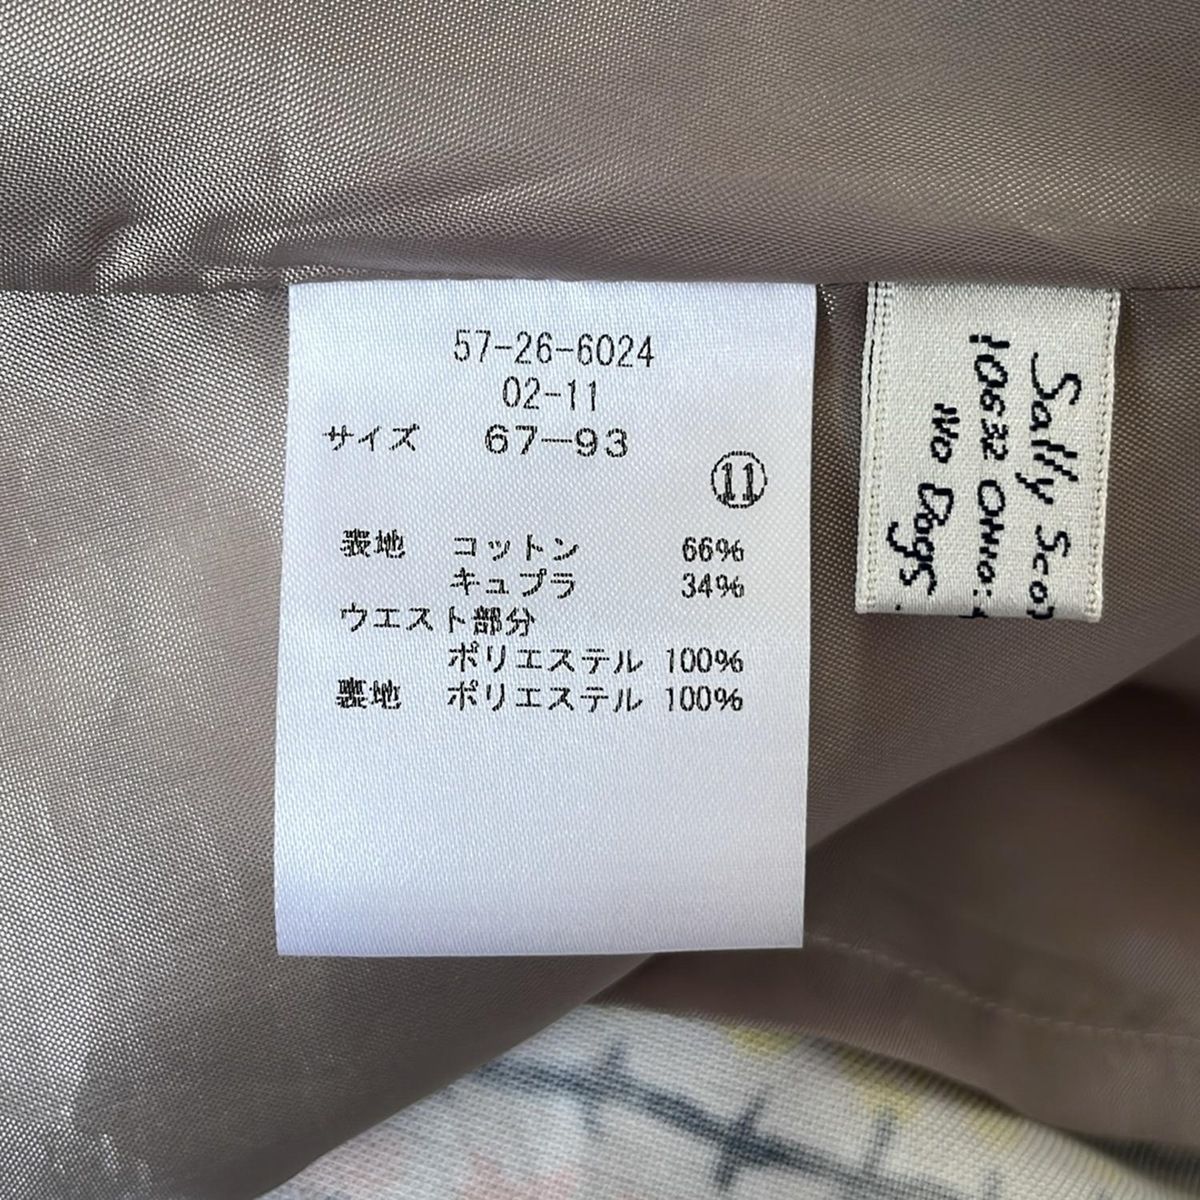 57-26-6024
02-11
サイズ 67-93
⑪
表地 コットン 66%
キュプラ 34%
ウエスト部分
ポリエステル 100%
裏地 ポリエステル 100%
Sally Scot
10632 OHIO:
No Dogs.